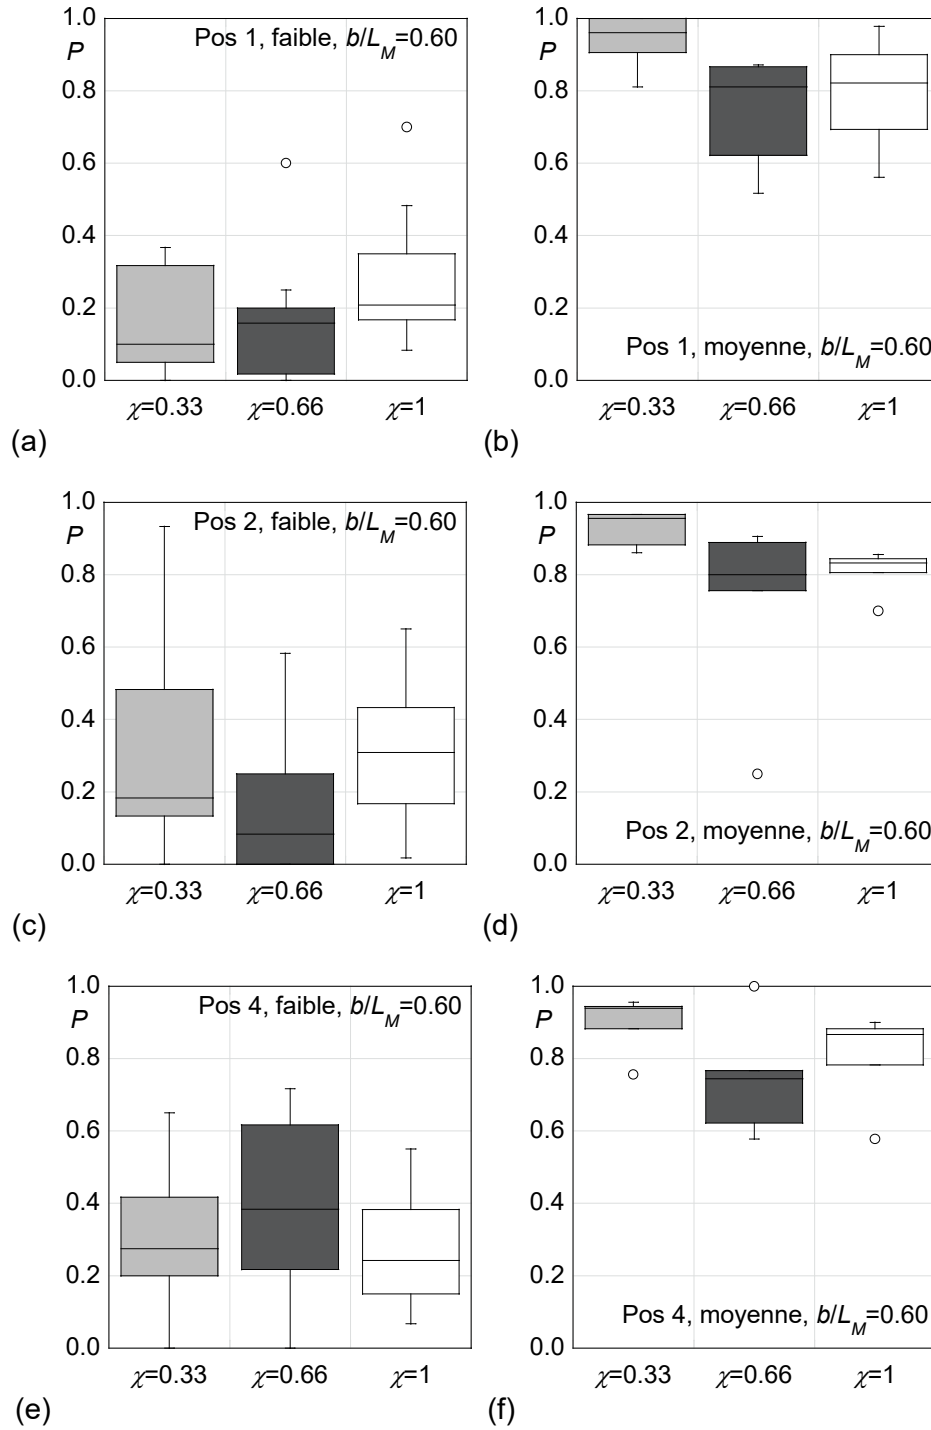 1.0
P
Pos 1, faible, b/L_M=0.60
0.8
0.6
0.4
0.2
0.0
χ=0.33 χ=0.66 χ=1
(a)
1.0
P
0.8
0.6
0.4
0.2
Pos 1, moyenne, b/L_M=0.60
0.0
χ=0.33 χ=0.66 χ=1
(b)
1.0
P
Pos 2, faible, b/L_M=0.60
0.8
0.6
0.4
0.2
0.0
χ=0.33 χ=0.66 χ=1
(c)
1.0
P
0.8
0.6
0.4
0.2
Pos 2, moyenne, b/L_M=0.60
0.0
χ=0.33 χ=0.66 χ=1
(d)
1.0
P
Pos 4, faible, b/L_M=0.60
0.8
0.6
0.4
0.2
0.0
χ=0.33 χ=0.66 χ=1
(e)
1.0
P
0.8
0.6
0.4
0.2
Pos 4, moyenne, b/L_M=0.60
0.0
χ=0.33 χ=0.66 χ=1
(f)